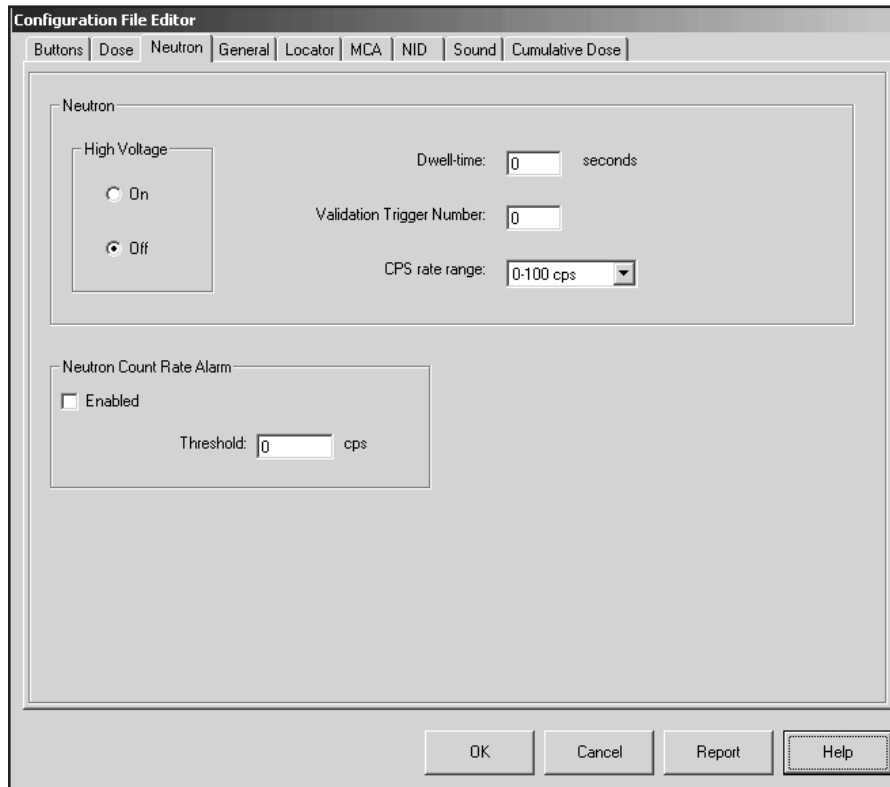 Configuration File Editor
Buttons Dose Neutron General Locator MCA NID Sound Cumulative Dose
Neutron
High Voltage
On
Off
Dwell-time: 0 seconds
Validation Trigger Number: 0
CPS rate range: 0-100 cps
Neutron Count Rate Alarm
Enabled
Threshold: 0 cps
OK Cancel Report Help